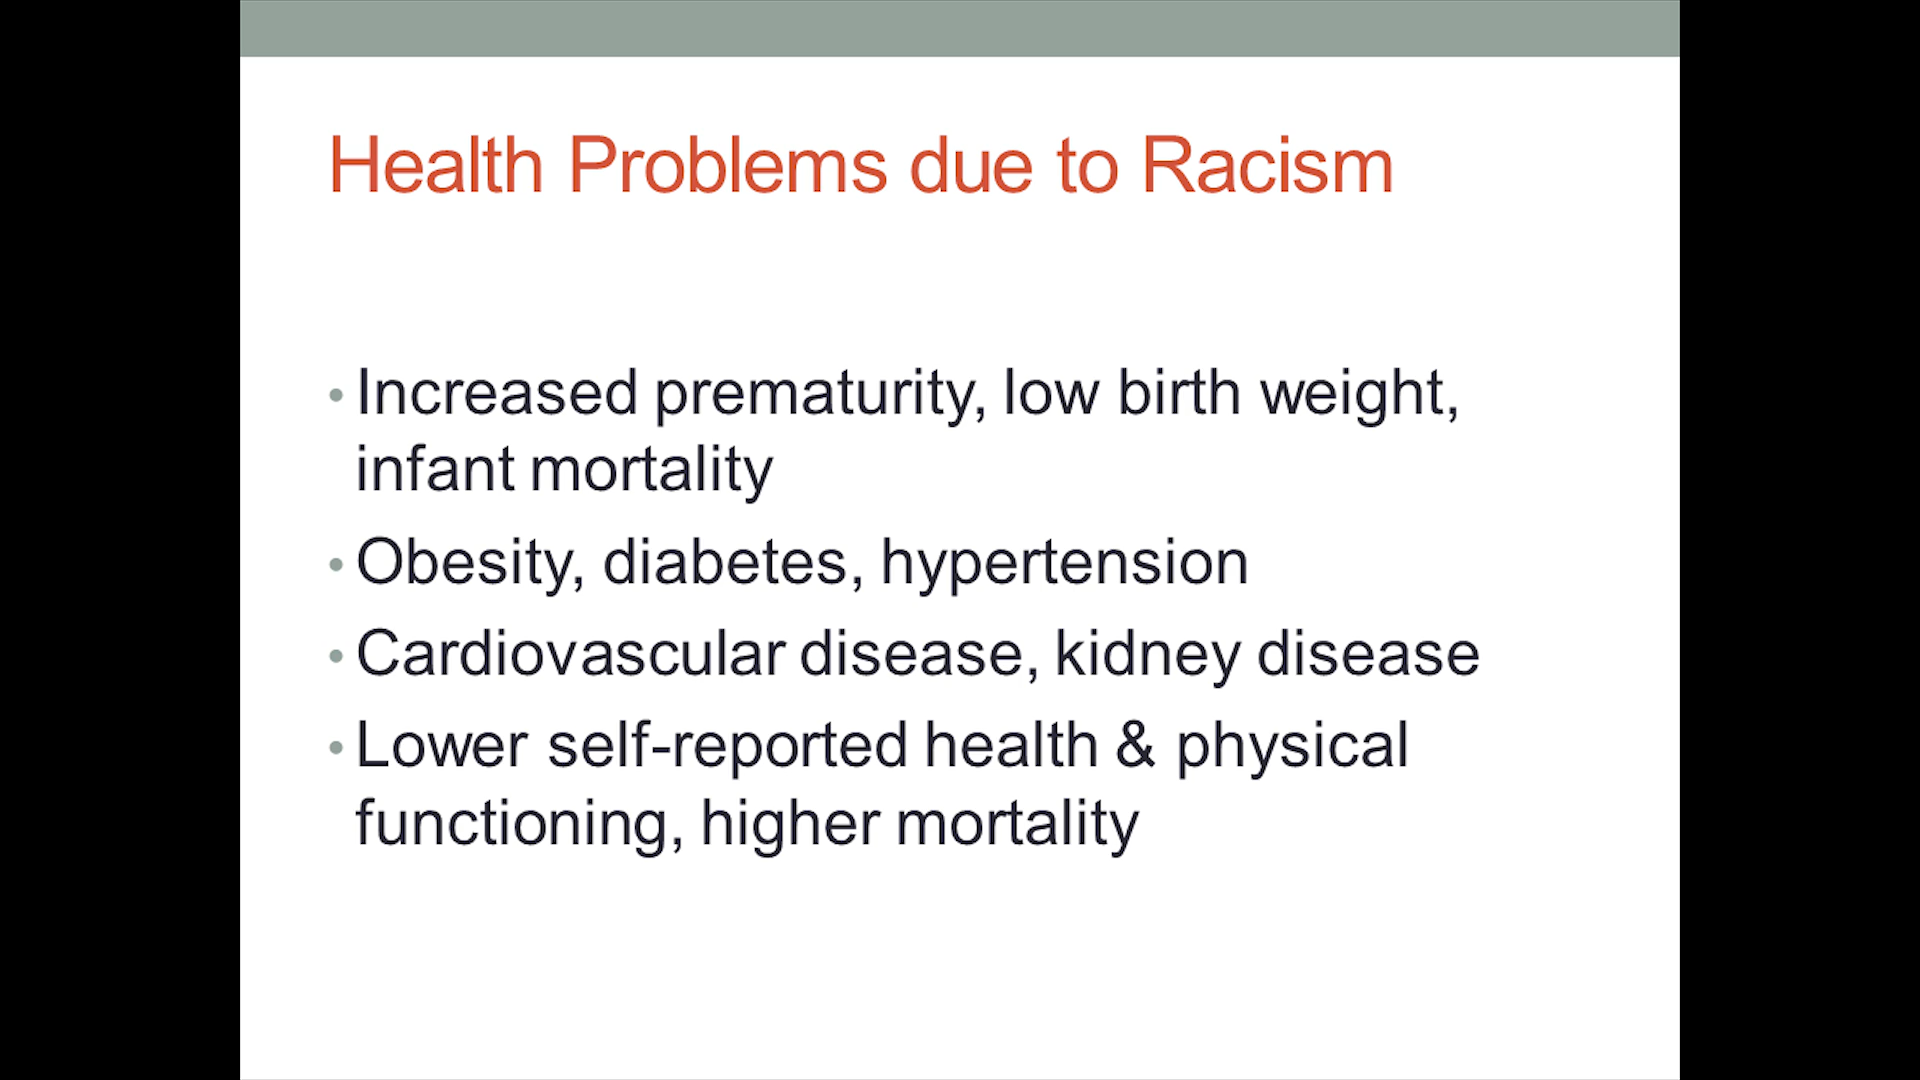 Health Problems due to Racism
• Increased prematurity, low birth weight,
infant mortality
• Obesity, diabetes, hypertension
• Cardiovascular disease, kidney disease
• Lower self-reported health & physical
functioning, higher mortality